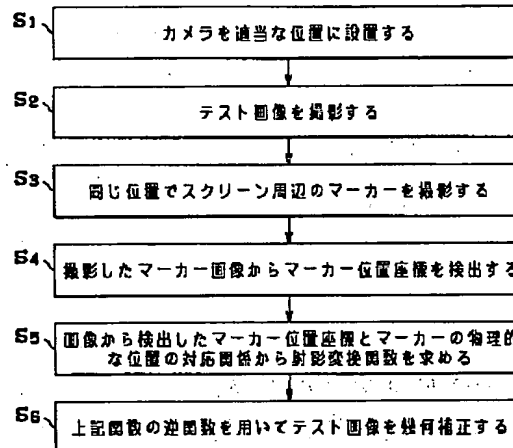 S1
カメラを適当な位置に設置する
S2
テスト画像を撮影する
S3
同じ位置でスクリーン周辺のマーカーを撮影する
S4
撮影したマーカー画像からマーカー位置座標を検出する
S5
画像から検出したマーカー位置座標とマーカーの物理的
な位置の対応関係から射影変換関数を求める
S6
上記関数の逆関数を用いてテスト画像を幾何補正する